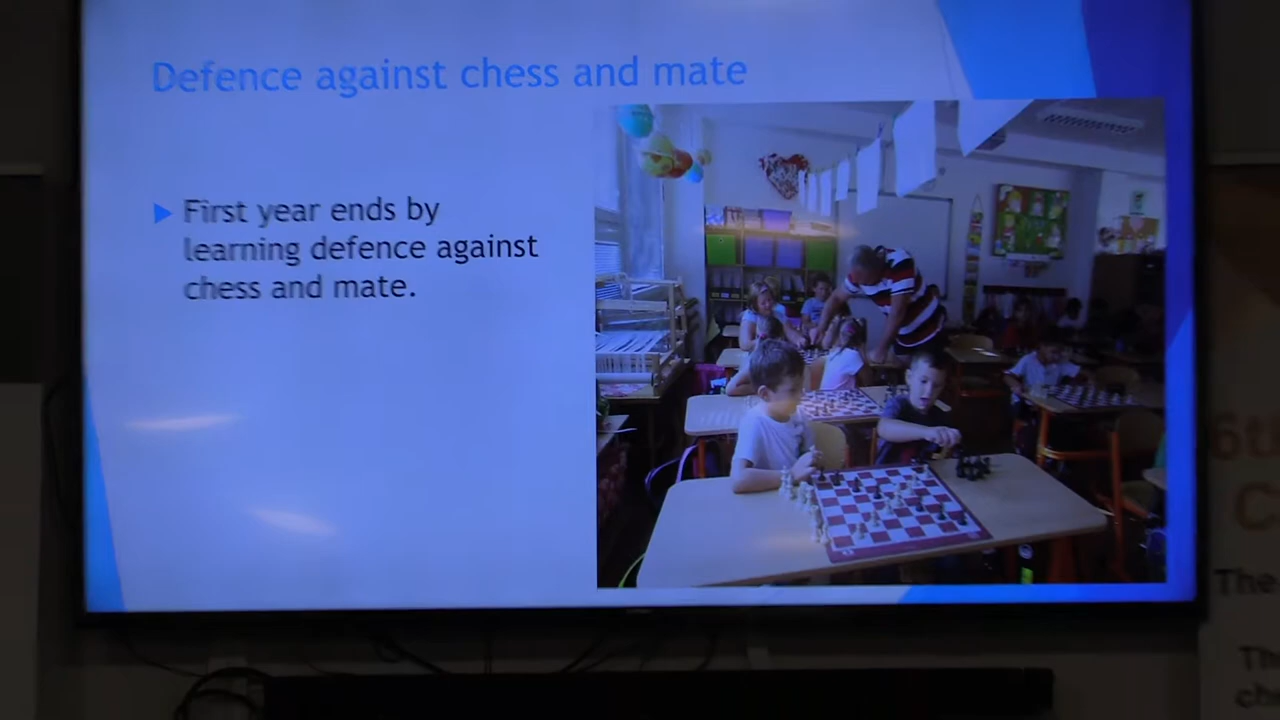 Defence against chess and mate
First year ends by
learning defence against
chess and mate.